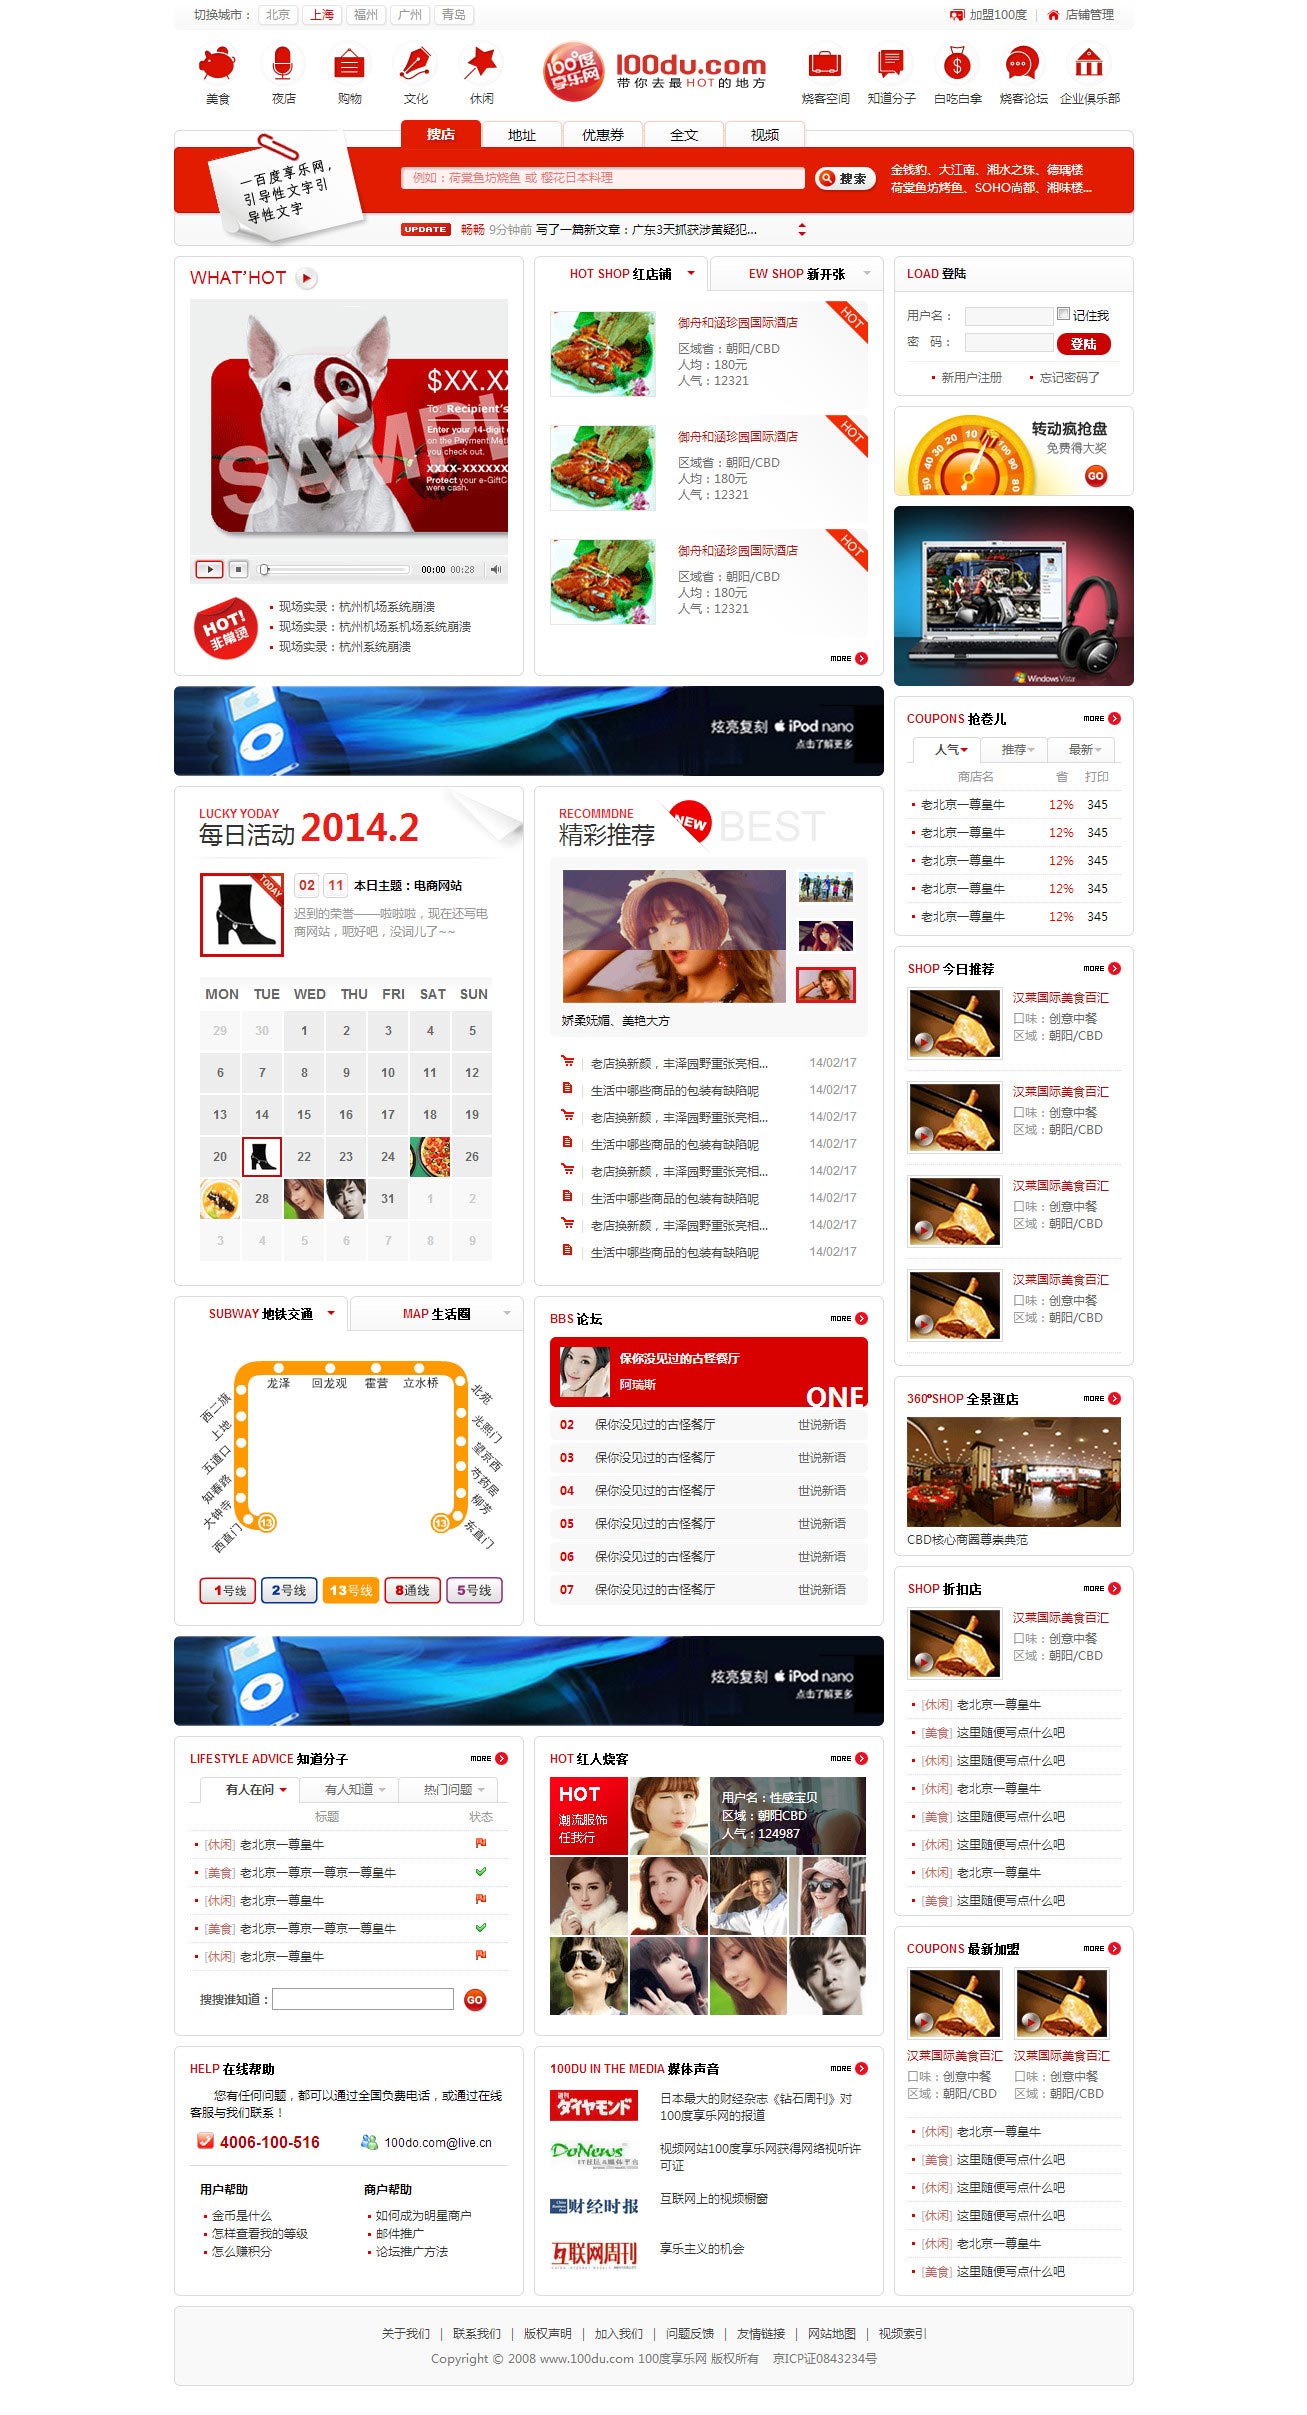 切换城市： 北京 上海 福州 广州 青岛
加盟100度 | 店铺管理
美食 夜店 购物 文化 休闲
100°度 享乐网
100du.com
带你去最HOT的地方
烧客空间 知道分子 白吃白拿 烧客论坛 企业俱乐部
搜店 地址 优惠券 全文 视频
一百度享乐网，
引导性文字引
导性文字
例如：荷棠鱼坊烧鱼 或 樱花日本料理
搜索
金钱豹、大江南、湘水之珠、德瑀楼
荷棠鱼坊烤鱼、SOHO尚都、湘味楼...
UPDATE 畅畅 9分钟前 写了一篇新文章：广东3天抓获涉黄疑犯...
WHAT'HOT
$XX.XX
To: Recipient's
Enter your 14-digit
on the Payment Met
you check out.
XXXX-XXXXXX
Protect your e-GiftC
were cash.
SAMPL
00:00 00:28
HOT!
非常烫
现场实录：杭州机场系统崩溃
现场实录：杭州机场系机场系统崩溃
现场实录：杭州系统崩溃
HOT SHOP 红店铺
EW SHOP 新开张
御舟和涵珍园国际酒店
区域省：朝阳/CBD
人均：180元
人气：12321
HOT
御舟和涵珍园国际酒店
区域省：朝阳/CBD
人均：180元
人气：12321
HOT
御舟和涵珍园国际酒店
区域省：朝阳/CBD
人均：180元
人气：12321
HOT
MORE
LOAD 登陆
用户名： 记住我
密 码： 登陆
新用户注册 忘记密码了
转动疯抢盘
免费得大奖
GO
10 20 30 40 50 80 90 100
Windows Vista
炫亮复刻 iPod nano
点击了解更多
COUPONS 抢卷儿 MORE
人气 推荐 最新
商店名 省 打印
老北京一尊皇牛 12% 345
老北京一尊皇牛 12% 345
老北京一尊皇牛 12% 345
老北京一尊皇牛 12% 345
老北京一尊皇牛 12% 345
LUCKY YODAY
每日活动 2014.2
TODAY
02 11 本日主题：电商网站
迟到的荣誉——啦啦啦，现在还写电
商网站，呃好吧，没词儿了~~
MON TUE WED THU FRI SAT SUN
29 30 1 2 3 4 5
6 7 8 9 10 11 12
13 14 15 16 17 18 19
20 22 23 24 26
28 31 1 2
3 4 5 6 7 8 9
RECOMMDNE
精彩推荐 NEW BEST
娇柔妩媚、美艳大方
老店换新颜，丰泽园野重张亮相... 14/02/17
生活中哪些商品的包装有缺陷呢 14/02/17
老店换新颜，丰泽园野重张亮相... 14/02/17
生活中哪些商品的包装有缺陷呢 14/02/17
老店换新颜，丰泽园野重张亮相... 14/02/17
生活中哪些商品的包装有缺陷呢 14/02/17
老店换新颜，丰泽园野重张亮相... 14/02/17
生活中哪些商品的包装有缺陷呢 14/02/17
SHOP 今日推荐 MORE
汉莱国际美食百汇
口味：创意中餐
区域：朝阳/CBD
汉莱国际美食百汇
口味：创意中餐
区域：朝阳/CBD
汉莱国际美食百汇
口味：创意中餐
区域：朝阳/CBD
汉莱国际美食百汇
口味：创意中餐
区域：朝阳/CBD
SUBWAY 地铁交通
MAP 生活圈
龙泽 回龙观 霍营 立水桥
北苑
光熙门
望京西
芍药居
柳芳
东直门
西二旗
上地
五道口
知春路
大钟寺
西直门
13 13
1号线 2号线 13号线 8通线 5号线
BBS 论坛 MORE
保你没见过的古怪餐厅
阿瑞斯
ONE
02 保你没见过的古怪餐厅 世说新语
03 保你没见过的古怪餐厅 世说新语
04 保你没见过的古怪餐厅 世说新语
05 保你没见过的古怪餐厅 世说新语
06 保你没见过的古怪餐厅 世说新语
07 保你没见过的古怪餐厅 世说新语
360°SHOP 全景逛店 MORE
CBD核心商圈尊崇典范
SHOP 折扣店 MORE
汉莱国际美食百汇
口味：创意中餐
区域：朝阳/CBD
[休闲] 老北京一尊皇牛
[美食] 这里随便写点什么吧
[休闲] 这里随便写点什么吧
[休闲] 老北京一尊皇牛
[美食] 这里随便写点什么吧
[休闲] 这里随便写点什么吧
[休闲] 老北京一尊皇牛
[美食] 这里随便写点什么吧
炫亮复刻 iPod nano
点击了解更多
LIFESTYLE ADVICE 知道分子 MORE
有人在问 有人知道 热门问题
标题 状态
[休闲] 老北京一尊皇牛
[美食] 老北京一尊京一尊京一尊皇牛
[休闲] 老北京一尊皇牛
[美食] 老北京一尊京一尊京一尊皇牛
[休闲] 老北京一尊皇牛
搜搜谁知道： GO
HOT 红人烧客 MORE
HOT
潮流服饰
任我行
用户名：性感宝贝
区域：朝阳CBD
人气：124987
COUPONS 最新加盟 MORE
汉莱国际美食百汇 汉莱国际美食百汇
口味：创意中餐 口味：创意中餐
区域：朝阳/CBD 区域：朝阳/CBD
[休闲] 老北京一尊皇牛
[美食] 这里随便写点什么吧
[休闲] 这里随便写点什么吧
[休闲] 这里随便写点什么吧
[休闲] 老北京一尊皇牛
[美食] 这里随便写点什么吧
HELP 在线帮助
您有任何问题，都可以通过全国免费电话，或通过在线
客服与我们联系！
4006-100-516 100do.com@live.cn
用户帮助 商户帮助
金币是什么 如何成为明星商户
怎样查看我的等级 邮件推广
怎么赚积分 论坛推广方法
100DU IN THE MEDIA 媒体声音 MORE
ダイヤモンド
日本最大的财经杂志《钻石周刊》对
100度享乐网的报道
DoNews
视频网站100度享乐网获得网络视听许
可证
财经时报
互联网上的视频橱窗
互联网周刊
享乐主义的机会
关于我们 | 联系我们 | 版权声明 | 加入我们 | 问题反馈 | 友情链接 | 网站地图 | 视频索引
Copyright © 2008 www.100du.com 100度享乐网 版权所有 京ICP证0843234号